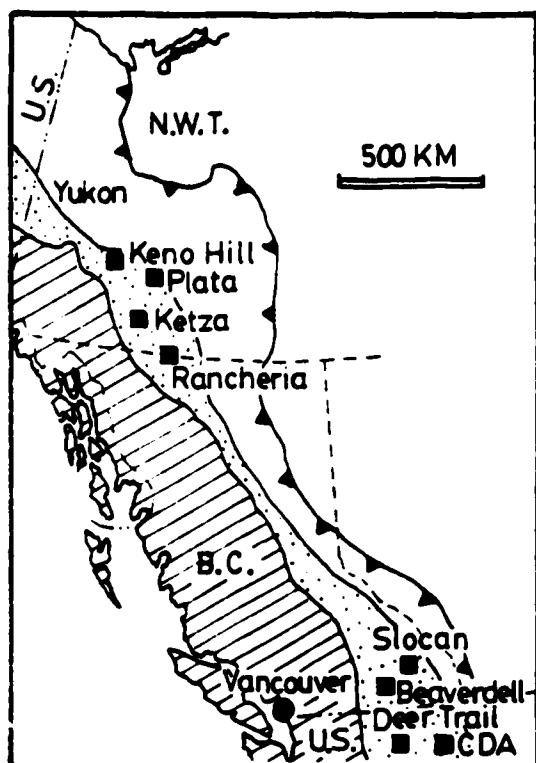 U.S.
N.W.T.
500 KM
Yukon
Keno Hill
Plata
Ketza
Rancheria
B.C.
Slocan
Vancouver
Beaverdell
Deer Trail
U.S.
CDA